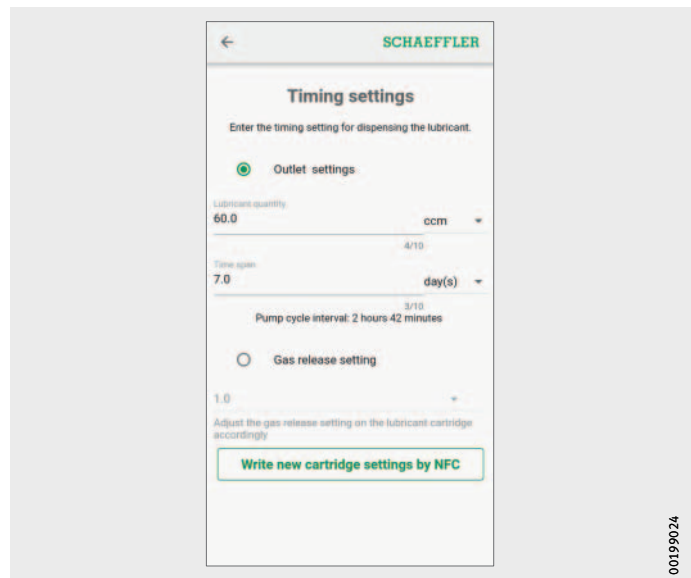 ←
SCHAEFFLER
Timing settings
Enter the timing setting for dispensing the lubricant.
Outlet settings
Lubricant quantity
60.0 ccm
4/10
Time span
7.0 day(s)
3/10
Pump cycle interval: 2 hours 42 minutes
Gas release setting
1.0
Adjust the gas release setting on the lubricant cartridge
accordingly
Write new cartridge settings by NFC
00199024